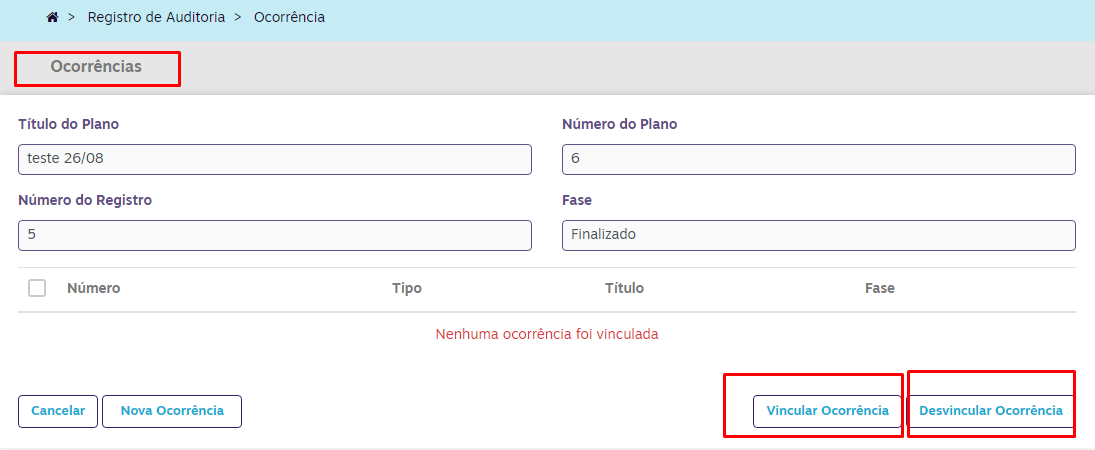 > Registro de Auditoria > Ocorrência
Ocorrências
Título do Plano Número do Plano
teste 26/08 6
Número do Registro Fase
5 Finalizado
Número Tipo Título Fase
Nenhuma ocorrência foi vinculada
Cancelar Nova Ocorrência Vincular Ocorrência Desvincular Ocorrência